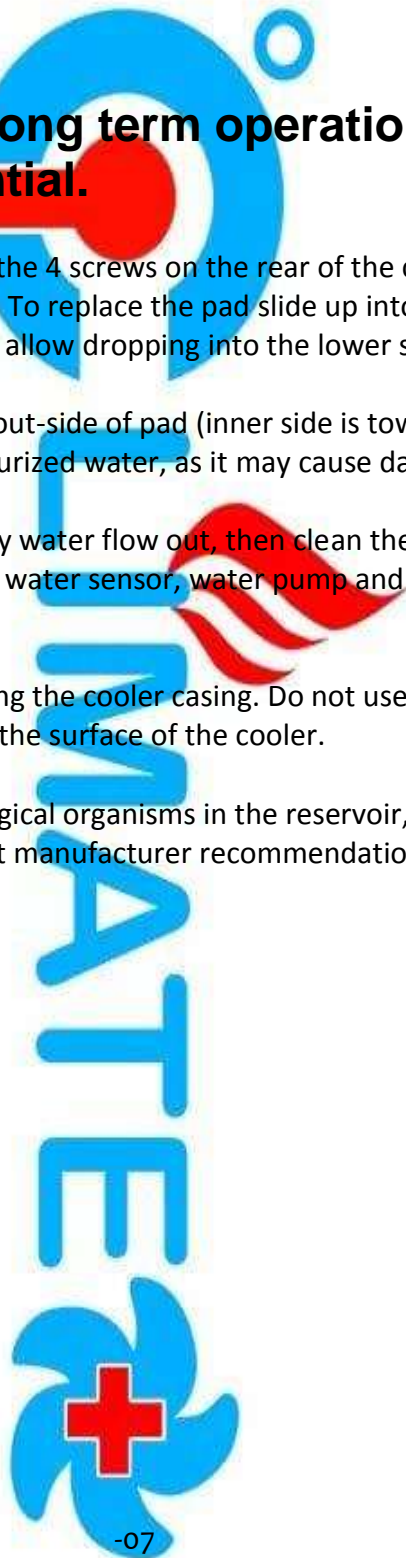 ong term operatio
ntial.
the 4 screws on the rear of the
To replace the pad slide up into
allow dropping into the lower s
out-side of pad (inner side is tow
urized water, as it may cause da
y water flow out, then clean the
water sensor, water pump and
ng the cooler casing. Do not use
the surface of the cooler.
gical organisms in the reservoir,
t manufacturer recommendatio
CLIMATE
-07